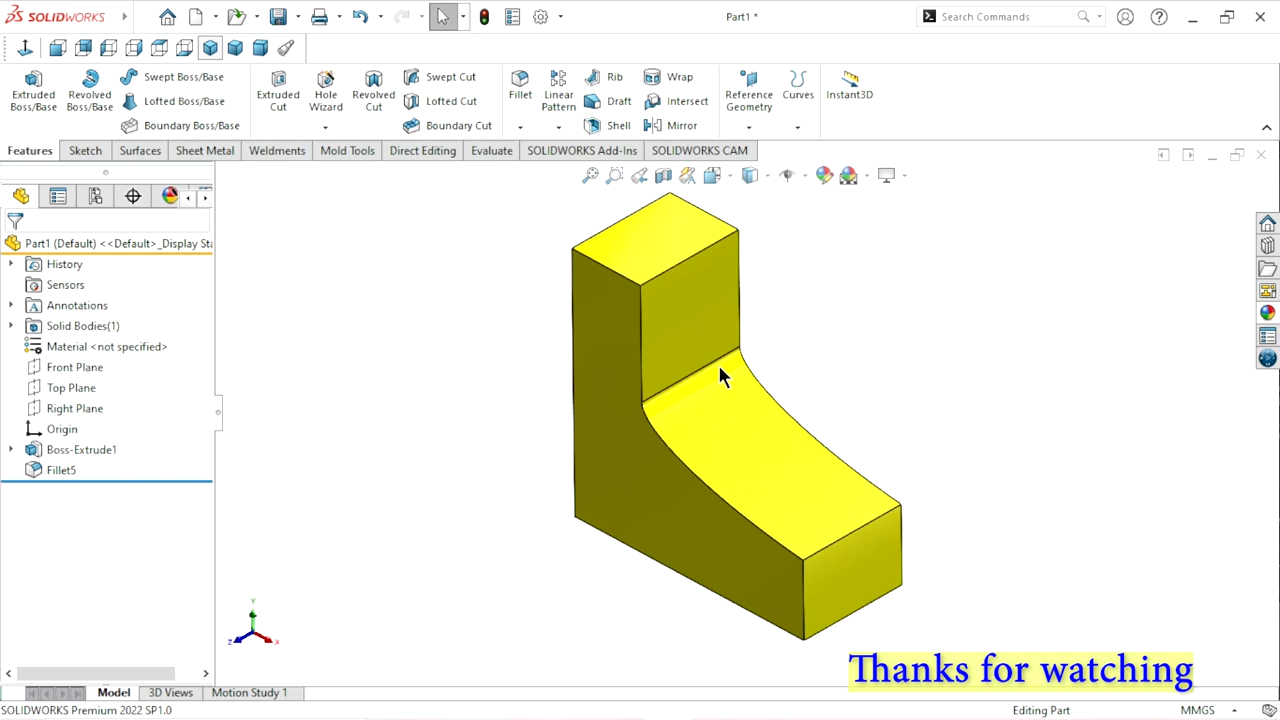 SOLIDWORKS
Part1 *
Search Commands
Extruded Boss/Base
Revolved Boss/Base
Swept Boss/Base
Lofted Boss/Base
Boundary Boss/Base
Extruded Cut
Hole Wizard
Revolved Cut
Swept Cut
Lofted Cut
Boundary Cut
Fillet
Linear Pattern
Rib
Draft
Shell
Wrap
Intersect
Mirror
Reference Geometry
Curves
Instant3D
Features
Sketch
Surfaces
Sheet Metal
Weldments
Mold Tools
Direct Editing
Evaluate
SOLIDWORKS Add-Ins
SOLIDWORKS CAM
Part1 (Default) <<Default>_Display Sta
History
Sensors
Annotations
Solid Bodies(1)
Material <not specified>
Front Plane
Top Plane
Right Plane
Origin
Boss-Extrude1
Fillet5
Y
Z
X
Thanks for watching
Model
3D Views
Motion Study 1
SOLIDWORKS Premium 2022 SP1.0
Editing Part
MMGS